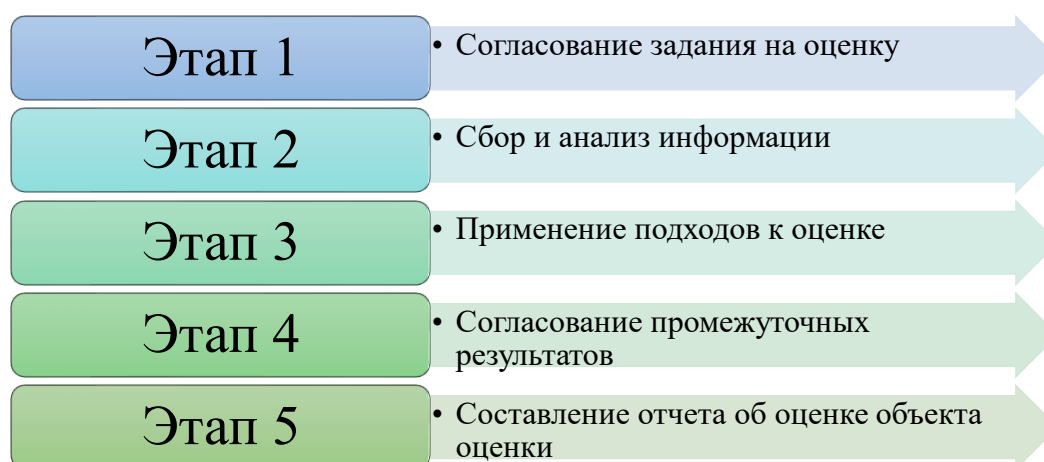 Этап 1
• Согласование задания на оценку
Этап 2
• Сбор и анализ информации
Этап 3
• Применение подходов к оценке
Этап 4
• Согласование промежуточных
результатов
Этап 5
• Составление отчета об оценке объекта
оценки